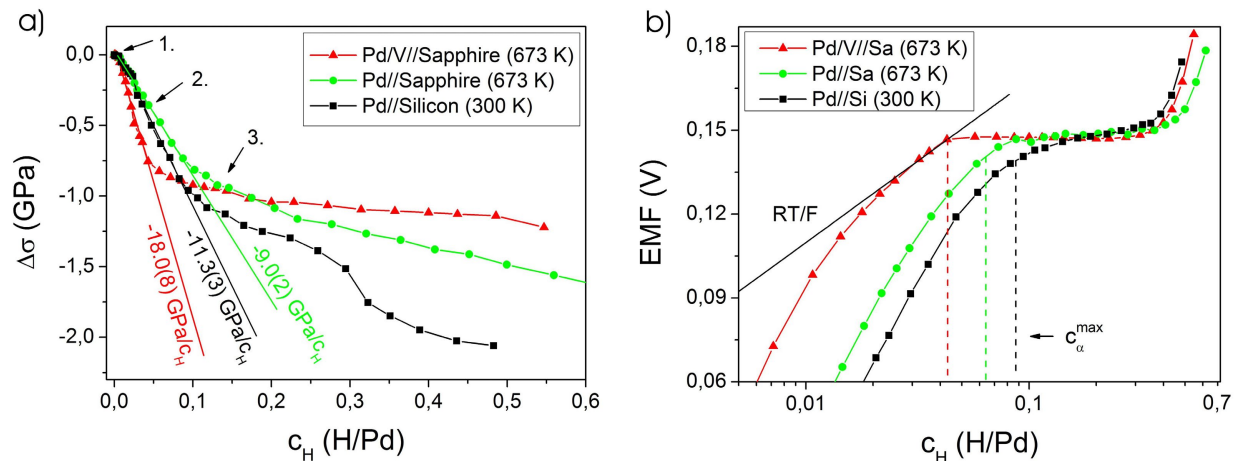 a)
0,0
-0,5
-1,0
-1,5
-2,0
Δσ (GPa)
1.
2.
3.
Pd/V//Sapphire (673 K)
Pd//Sapphire (673 K)
Pd//Silicon (300 K)
-18.0(8) GPa/c_H
-11.3(3) GPa/c_H
-9.0(2) GPa/c_H
0,0 0,1 0,2 0,3 0,4 0,5 0,6
c_H (H/Pd)
b)
0,18
0,15
0,12
0,09
0,06
EMF (V)
Pd/V//Sa (673 K)
Pd//Sa (673 K)
Pd//Si (300 K)
RT/F
c_α^max
0,01 0,1 0,7
c_H (H/Pd)